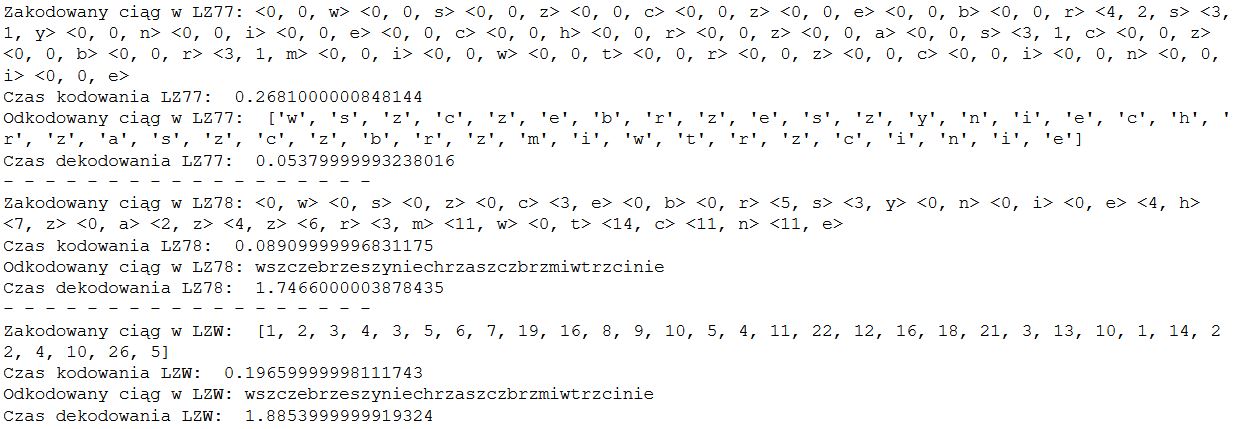 Zakodowany ciąg w LZ77: <0, 0, w> <0, 0, s> <0, 0, z> <0, 0, c> <0, 0, z> <0, 0, e> <0, 0, b> <0, 0, r> <4, 2, s> <3,
1, y> <0, 0, n> <0, 0, i> <0, 0, e> <0, 0, c> <0, 0, h> <0, 0, r> <0, 0, z> <0, 0, a> <0, 0, s> <3, 1, c> <0, 0, z>
<0, 0, b> <0, 0, r> <3, 1, m> <0, 0, i> <0, 0, w> <0, 0, t> <0, 0, r> <0, 0, z> <0, 0, c> <0, 0, i> <0, 0, n> <0, 0,
i> <0, 0, e>
Czas kodowania LZ77:  0.2681000000848144
Odkodowany ciąg w LZ77  ['w', 's', 'z', 'c', 'z', 'e', 'b', 'r', 'z', 'e', 's', 'z', 'y', 'n', 'i', 'e', 'c', 'h', '
r', 'z', 'a', 's', 'z', 'c', 'z', 'b', 'r', 'z', 'm', 'i', 'w', 't', 'r', 'z', 'c', 'i', 'n', 'i', 'e']
Czas dekodowania LZ77:  0.05379999993238016
- - - - - - - - - - - - - - - - - -
Zakodowany ciąg w LZ78: <0, w> <0, s> <0, z> <0, c> <3, e> <0, b> <0, r> <5, s> <3, y> <0, n> <0, i> <0, e> <4, h>
<7, z> <0, a> <2, z> <4, z> <6, r> <3, m> <11, w> <0, t> <14, c> <11, n> <11, e>
Czas kodowania LZ78:  0.08909999996831175
Odkodowany ciąg w LZ78: wszczebrzeszyniechrzaszczbrzmiwtrzcinie
Czas dekodowania LZ78:  1.7466000003878435
- - - - - - - - - - - - - - - - - -
Zakodowany ciąg w LZW:  [1, 2, 3, 4, 3, 5, 6, 7, 19, 16, 8, 9, 10, 5, 4, 11, 22, 12, 16, 18, 21, 3, 13, 10, 1, 14, 2
2, 4, 10, 26, 5]
Czas kodowania LZW:  0.19659999998111743
Odkodowany ciąg w LZW: wszczebrzeszyniechrzaszczbrzmiwtrzcinie
Czas dekodowania LZW:  1.8853999999919324